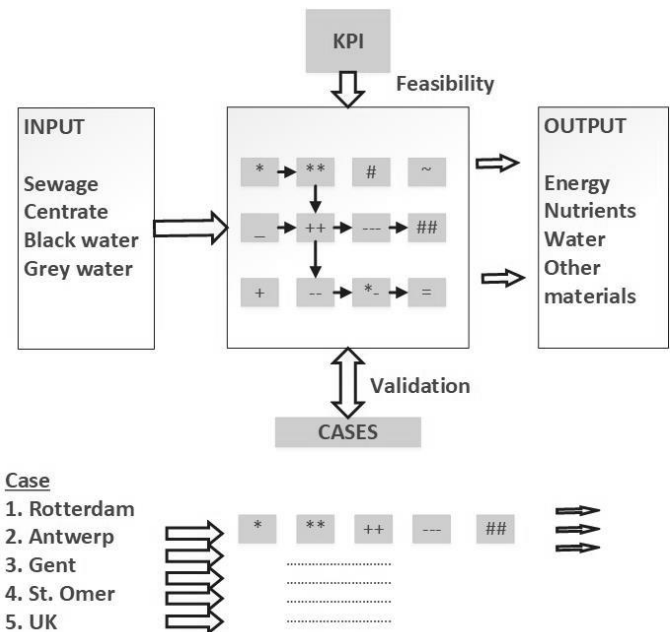 KPI
Feasibility
INPUT
Sewage
Centrate
Black water
Grey water
* ** # ~
_ ++ --- ##
+ -- *- =
OUTPUT
Energy
Nutrients
Water
Other
materials
Validation
CASES
Case
1. Rotterdam
2. Antwerp
3. Gent
4. St. Omer
5. UK
* ** ++ --- ##